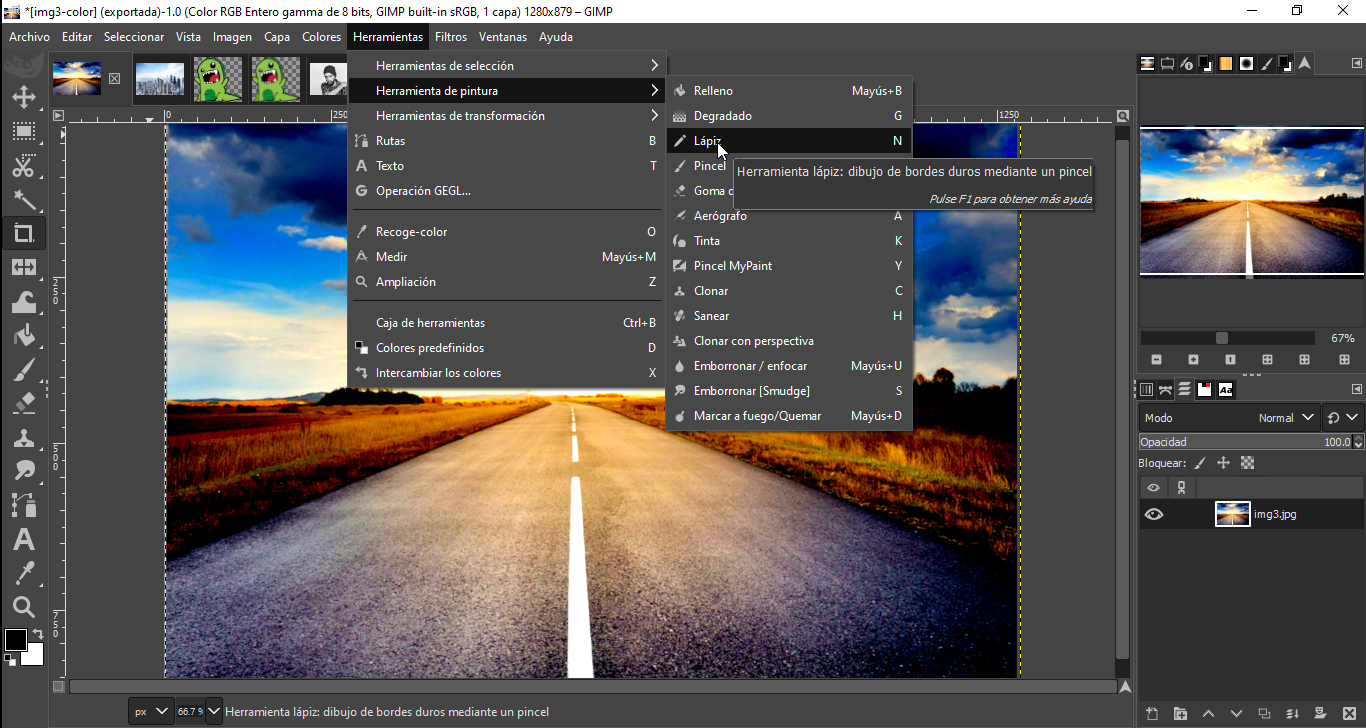 *[img3-color] (exportada)-1.0 (Color RGB Entero gamma de 8 bits, GIMP built-in sRGB, 1 capa) 1280x879 – GIMP
Archivo Editar Seleccionar Vista Imagen Capa Colores Herramientas Filtros Ventanas Ayuda
Herramientas de selección
Herramienta de pintura
Herramientas de transformación
Rutas B
Texto T
Operación GEGL...
Recoge-color O
Medir Mayús+M
Ampliación Z
Caja de herramientas Ctrl+B
Colores predefinidos D
Intercambiar los colores X
Relleno Mayús+B
Degradado G
Lápiz N
Pincel
Goma d
Aerógrafo A
Tinta K
Pincel MyPaint Y
Clonar C
Sanear H
Clonar con perspectiva
Emborronar / enfocar Mayús+U
Emborronar [Smudge] S
Marcar a fuego/Quemar Mayús+D
Herramienta lápiz: dibujo de bordes duros mediante un pincel
Pulse F1 para obtener más ayuda
0 250 1250
250
500
750
67%
Modo Normal
Opacidad 100.0
Bloquear:
img3.jpg
px 66.7 % Herramienta lápiz: dibujo de bordes duros mediante un pincel